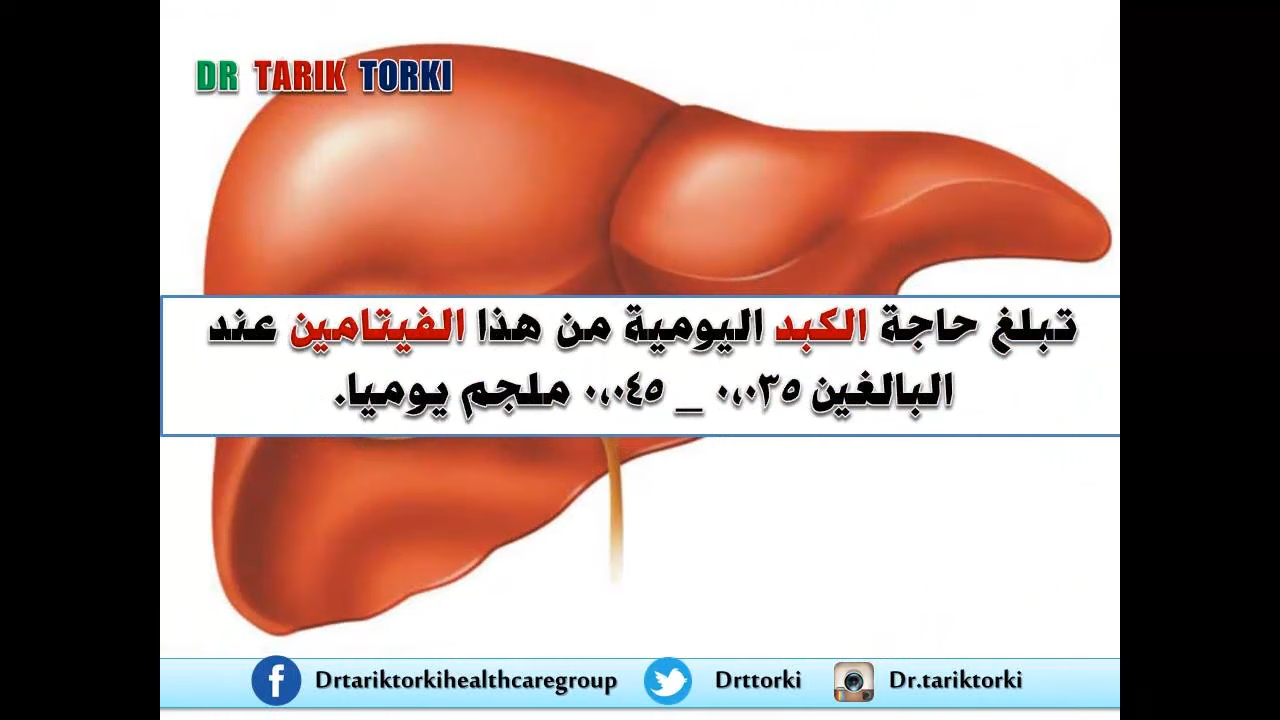 DR TARIK TORKI
تبلغ حاجة الكبد اليومية من هذا الفيتامين عند
البالغين ٠،٠٣٥ _ ٠،٠٤٥ ملجم يوميا.
Drtariktorkihealthcaregroup Drttorki Dr.tariktorki